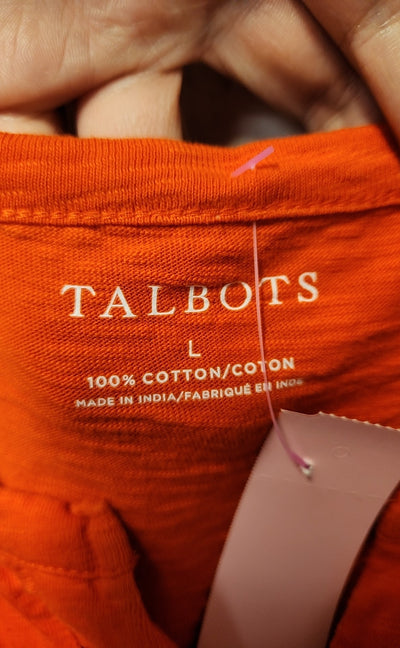 TALBOTS
L
100% COTTON/COTON
MADE IN INDIA/FABRIQUÉ EN INDE